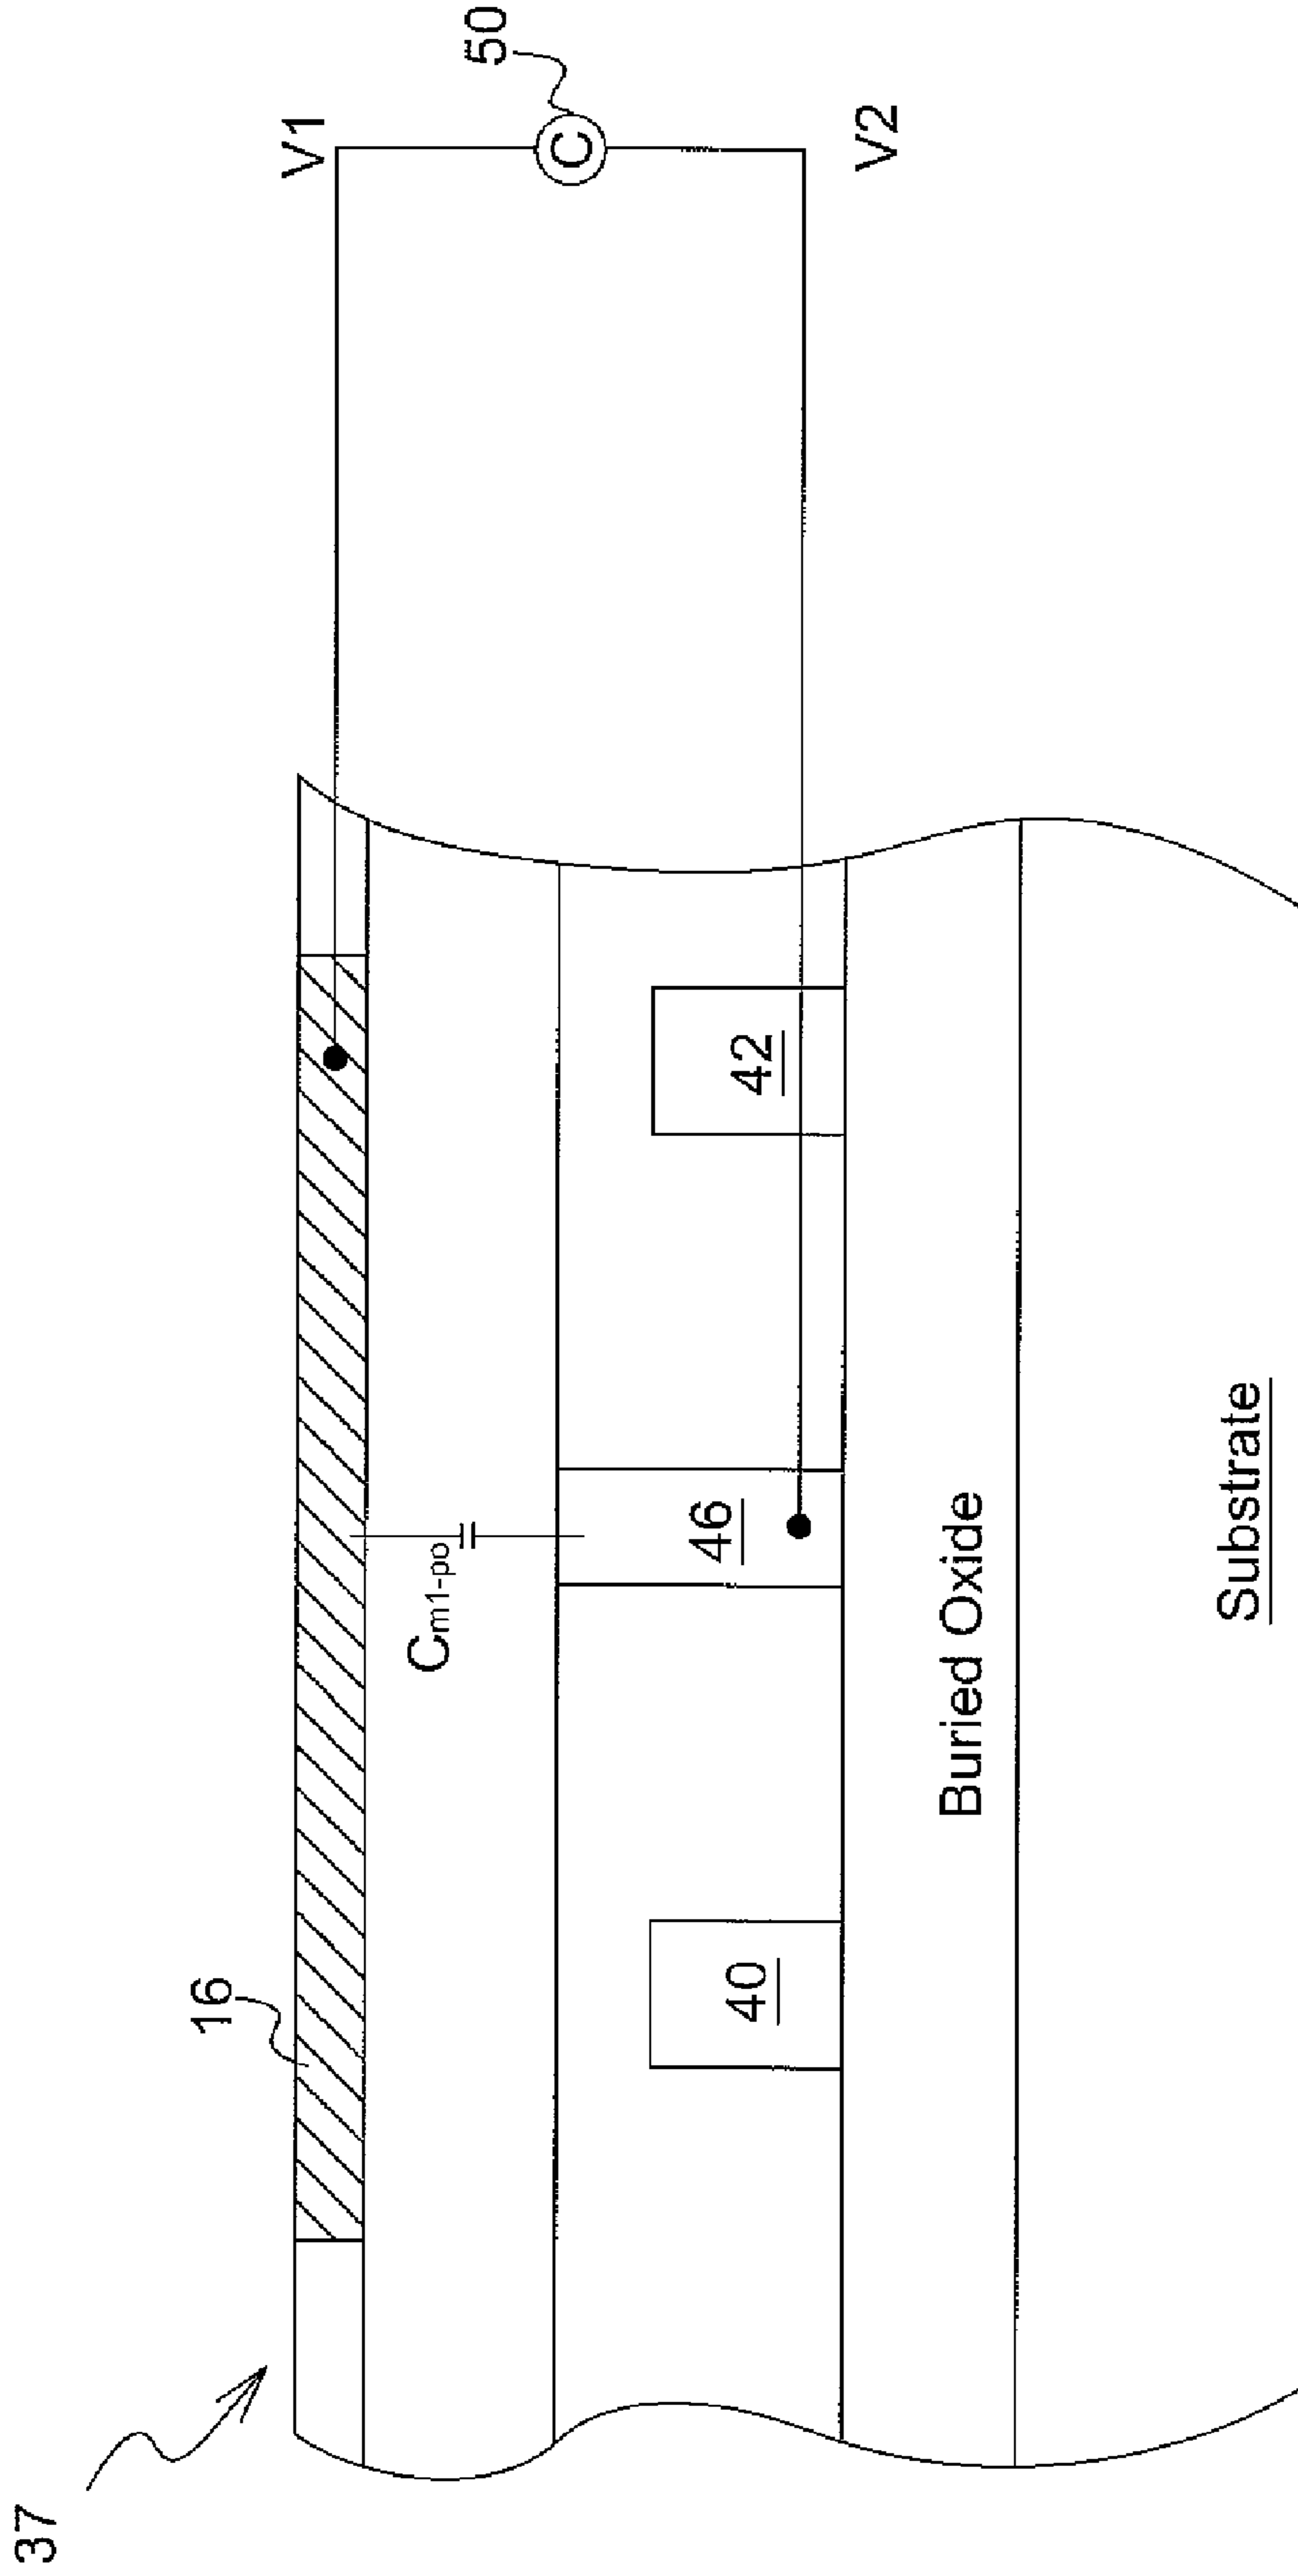 37
16
V1
50
C
Cm1-po
V2
40
46
42
Buried Oxide
Substrate